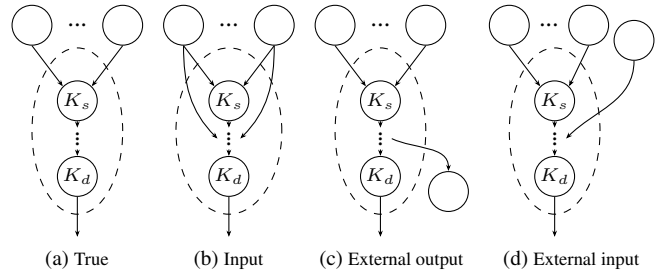 ... ... ... ...
K_s K_s K_s K_s
K_d K_d K_d K_d
(a) True (b) Input (c) External output (d) External input